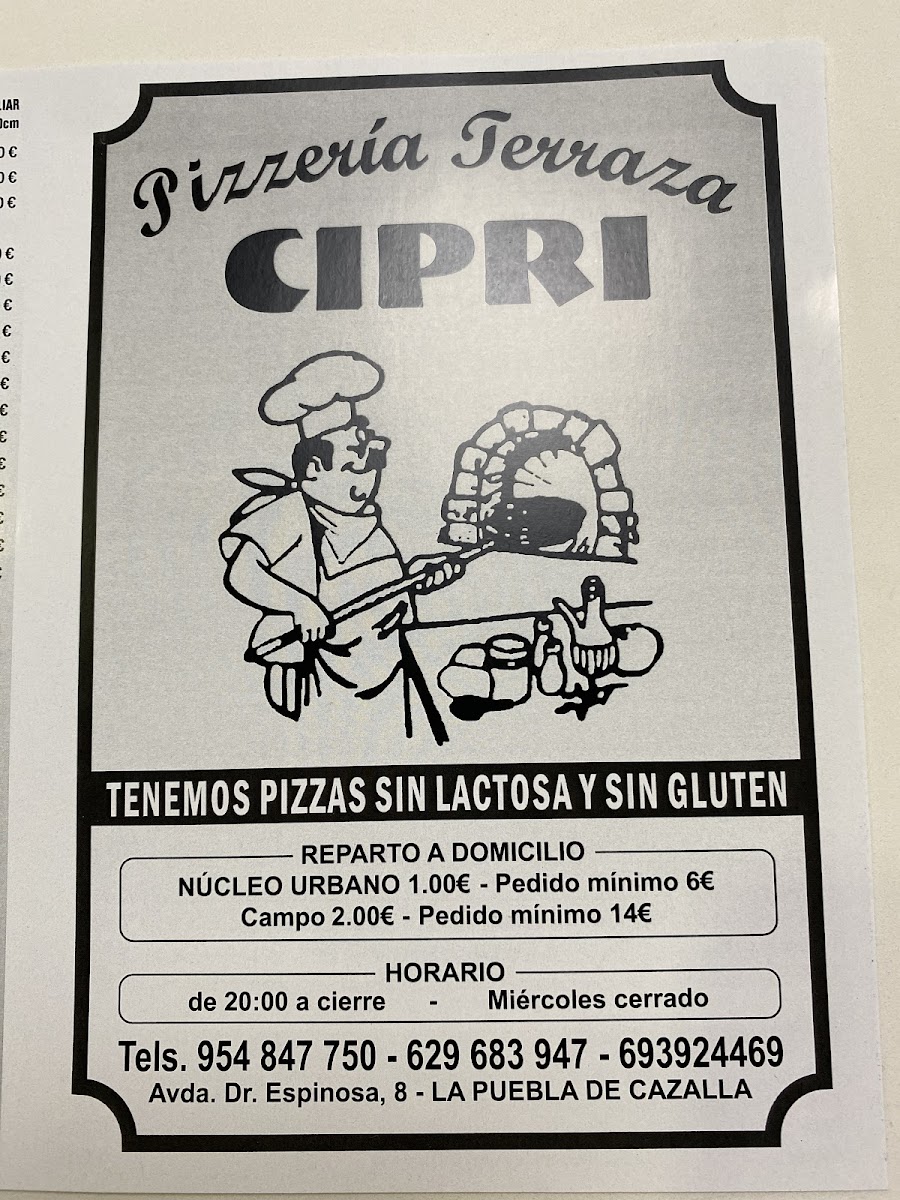 Pizzería Terraza
CIPRI
TENEMOS PIZZAS SIN LACTOSA Y SIN GLUTEN
REPARTO A DOMICILIO
NÚCLEO URBANO 1.00€ - Pedido mínimo 6€
Campo 2.00€ - Pedido mínimo 14€
HORARIO
de 20:00 a cierre - Miércoles cerrado
Tels. 954 847 750 - 629 683 947 - 693924469
Avda. Dr. Espinosa, 8 - LA PUEBLA DE CAZALLA